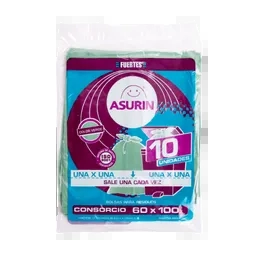 FUERTES
ASURIN
10
UNIDADES
UNA X UNA
UNA X UNA
SALE UNA CADA VEZ
BOLSAS PARA RESIDUOS
CONSORCIO 60 x 100